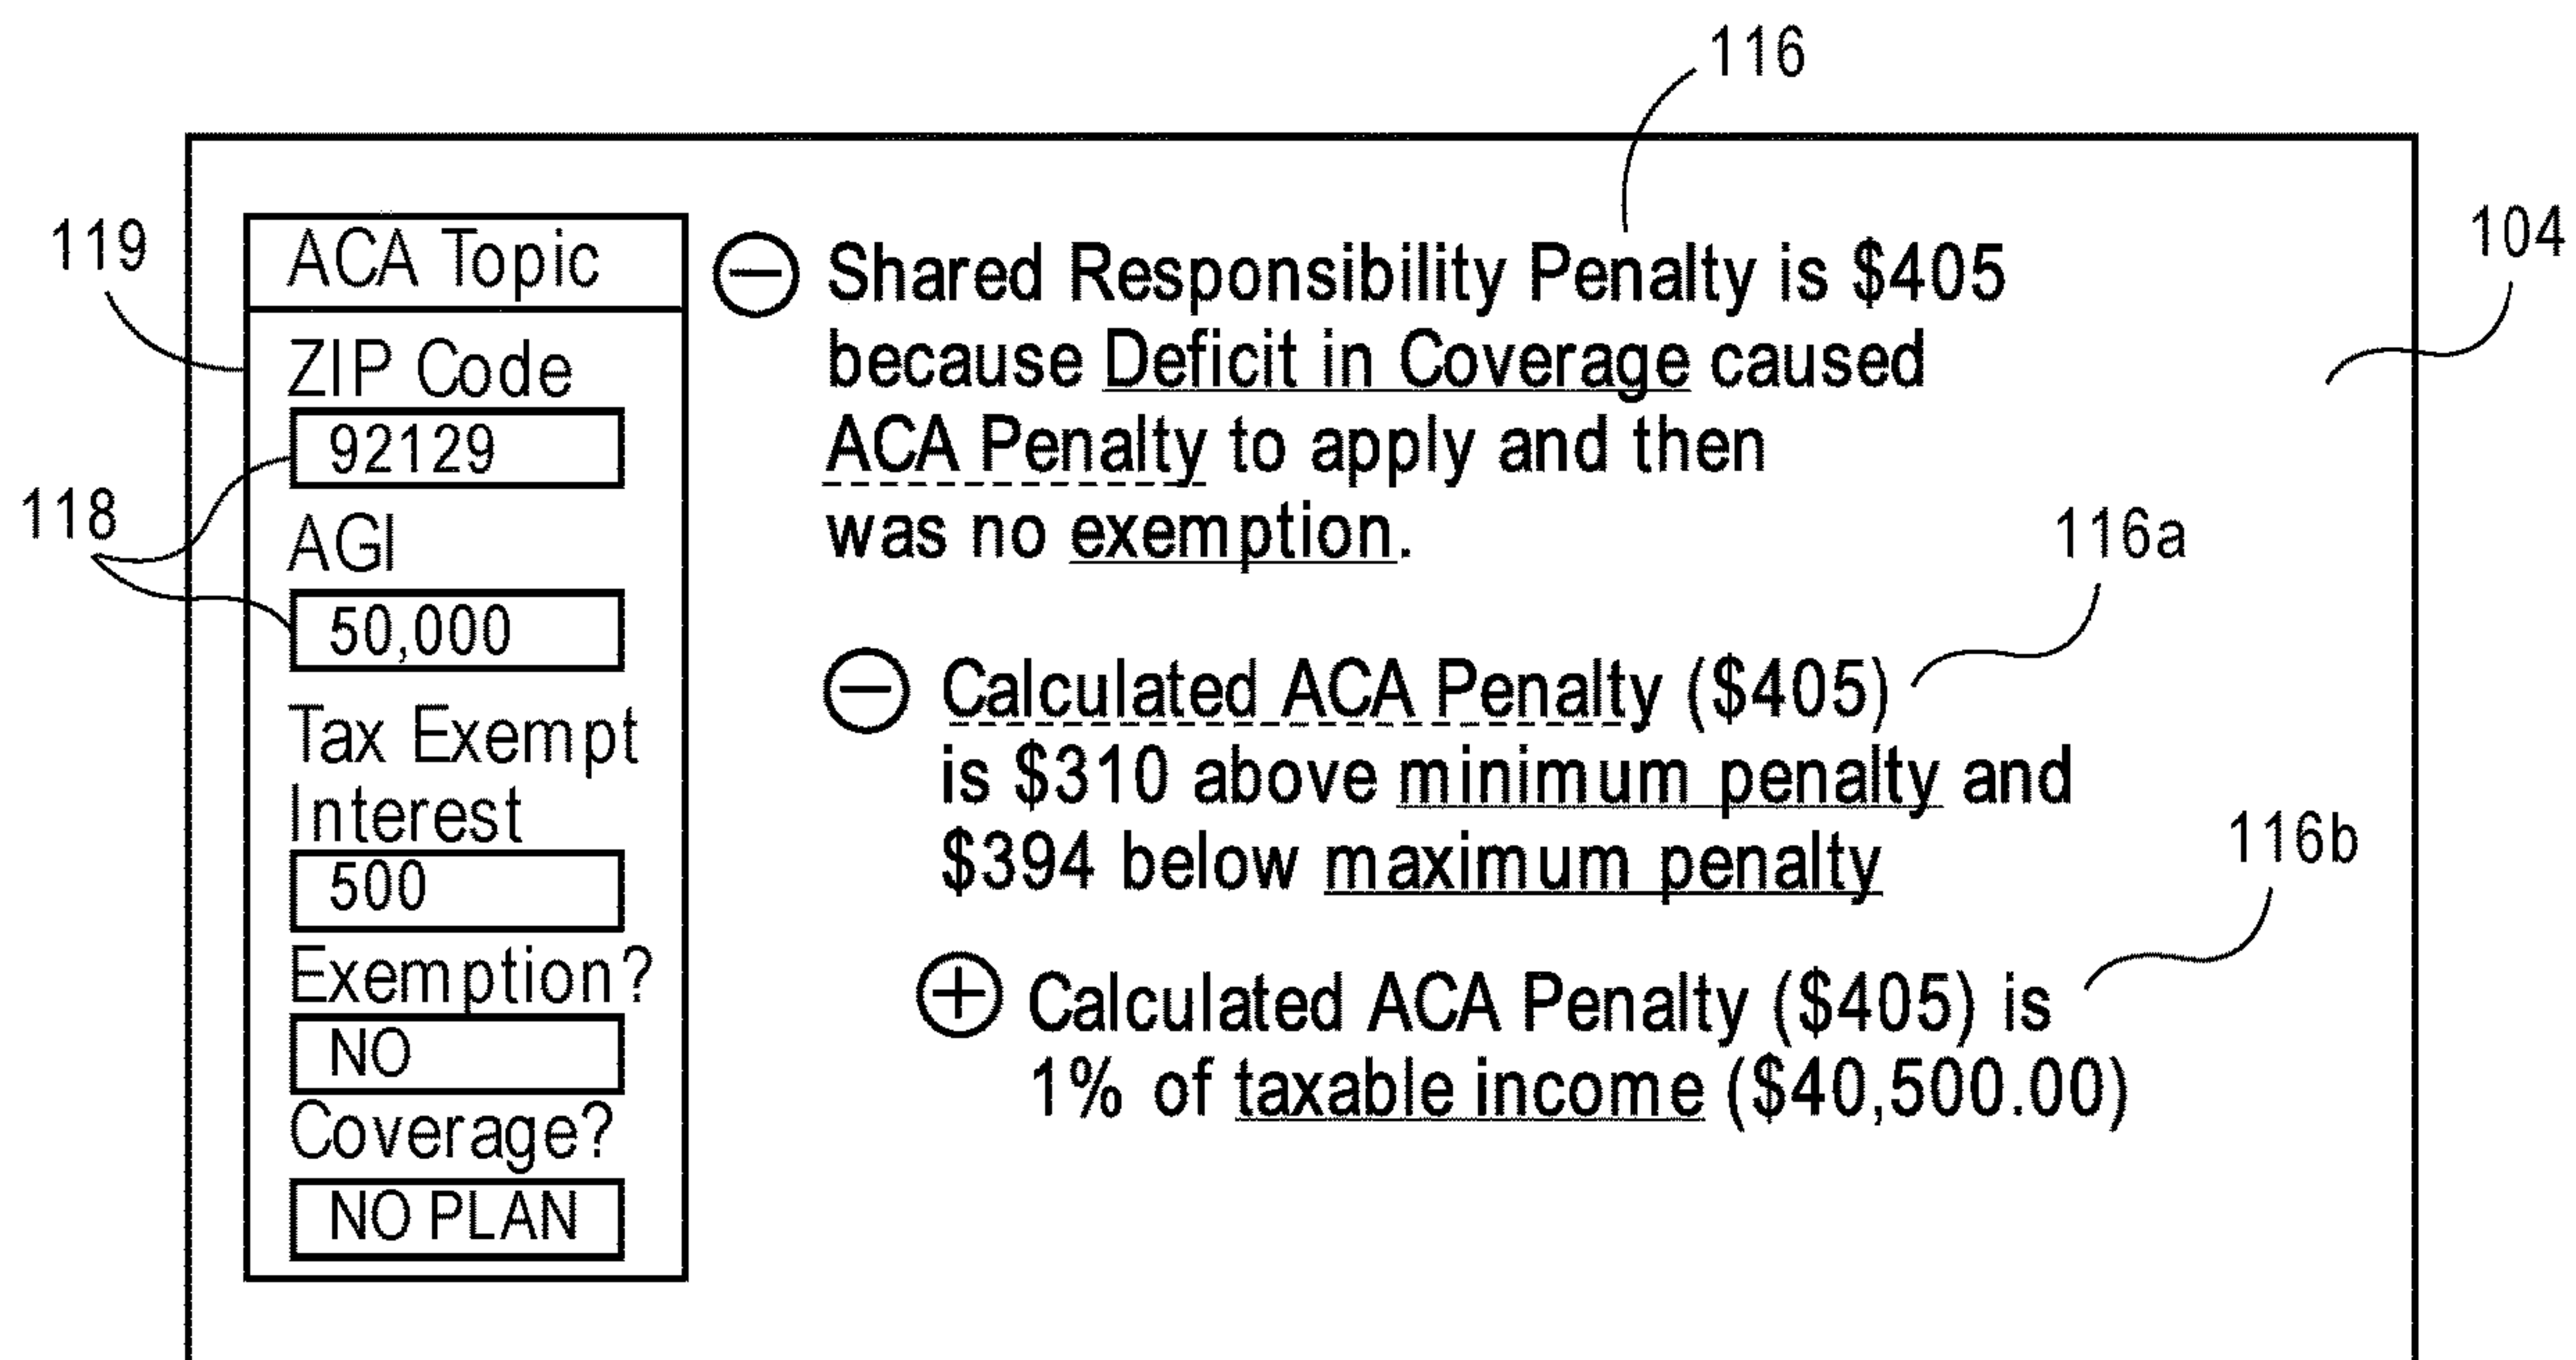 116
119
104
ACA Topic
ZIP Code
92129
118
AGI
50,000
Tax Exempt
Interest
500
Exemption?
NO
Coverage?
NO PLAN
Shared Responsibility Penalty is $405
because Deficit in Coverage caused
ACA Penalty to apply and then
was no exemption.
116a
Calculated ACA Penalty ($405)
is $310 above minimum penalty and
$394 below maximum penalty
116b
Calculated ACA Penalty ($405) is
1% of taxable income ($40,500.00)